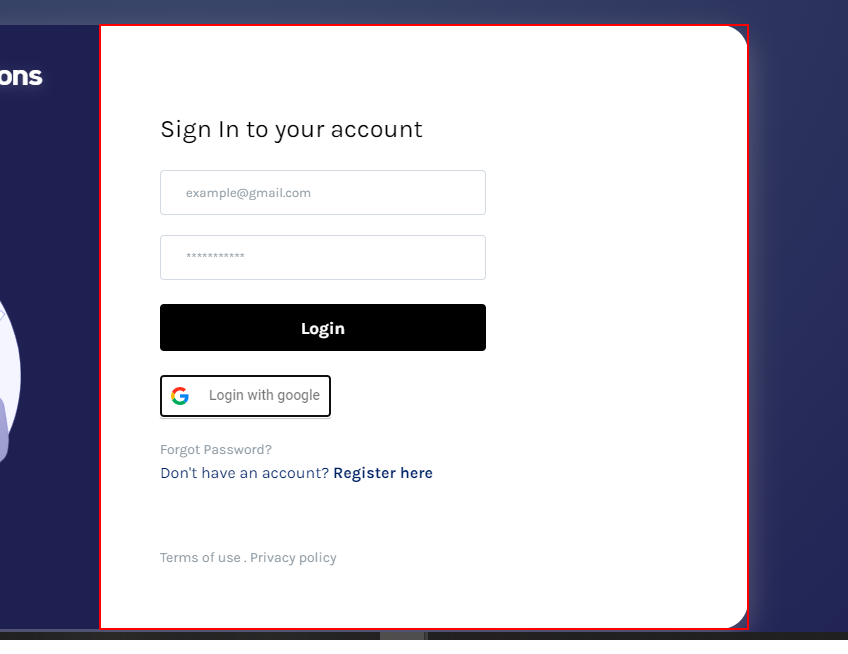 ons
Sign In to your account
example@gmail.com
***********
Login
Login with google
Forgot Password?
Don't have an account? Register here
Terms of use . Privacy policy